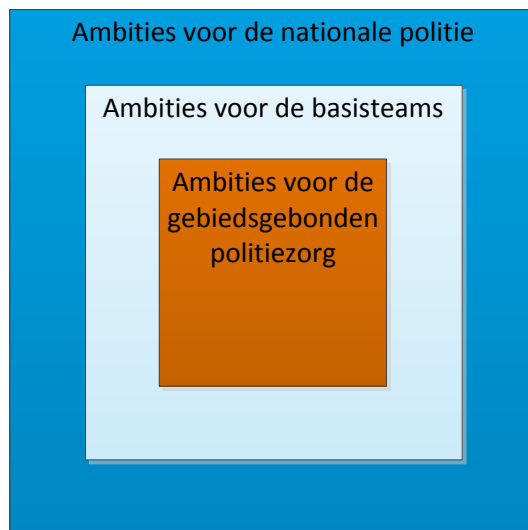 Ambities voor de nationale politie
Ambities voor de basisteams
Ambities voor de
gebiedsgebonden
politiezorg